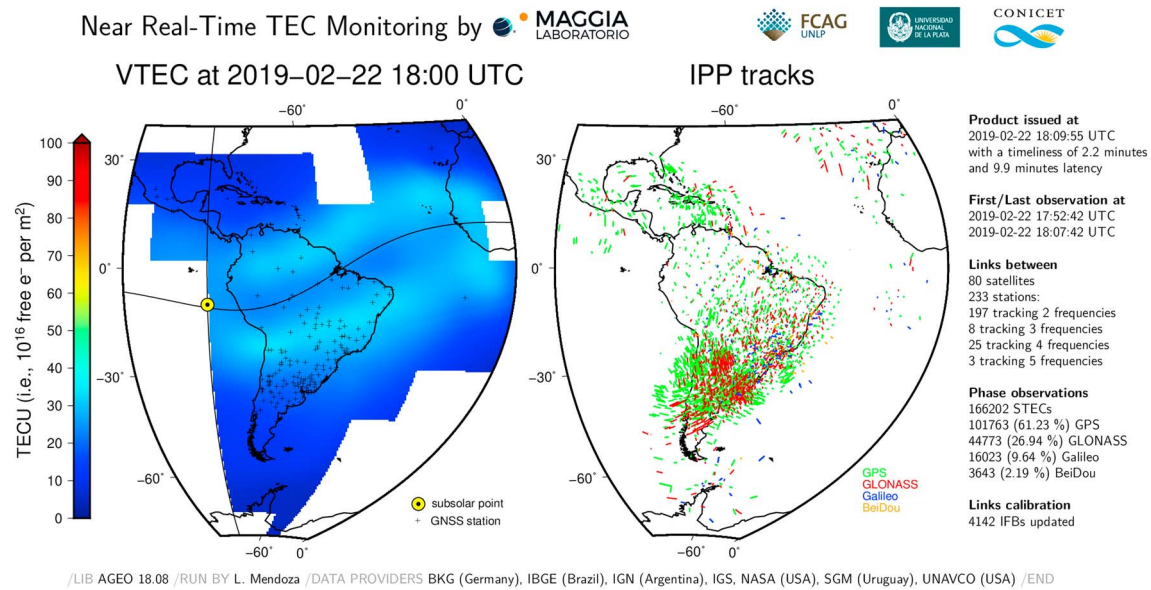 Near Real-Time TEC Monitoring by MAGGIA LABORATORIO
FCAG UNLP
UNIVERSIDAD NACIONAL DE LA PLATA
CONICET
VTEC at 2019−02−22 18:00 UTC
IPP tracks
−60° 0°
−60° 0°
TECU (i.e., 10¹⁶ free e⁻ per m²)
100
90
80
70
60
50
40
30
20
10
0
30°
0°
−30°
−60°
−60° 0°
subsolar point
GNSS station
30°
0°
−30°
−60°
−60° 0°
GPS
GLONASS
Galileo
BeiDou
Product issued at
2019-02-22 18:09:55 UTC
with a timeliness of 2.2 minutes
and 9.9 minutes latency
First/Last observation at
2019-02-22 17:52:42 UTC
2019-02-22 18:07:42 UTC
Links between
80 satellites
233 stations:
197 tracking 2 frequencies
8 tracking 3 frequencies
25 tracking 4 frequencies
3 tracking 5 frequencies
Phase observations
166202 STECs
101763 (61.23 %) GPS
44773 (26.94 %) GLONASS
16023 (9.64 %) Galileo
3643 (2.19 %) BeiDou
Links calibration
4142 IFBs updated
/LIB AGEO 18.08 /RUN BY L. Mendoza /DATA PROVIDERS BKG (Germany), IBGE (Brazil), IGN (Argentina), IGS, NASA (USA), SGM (Uruguay), UNAVCO (USA) /END